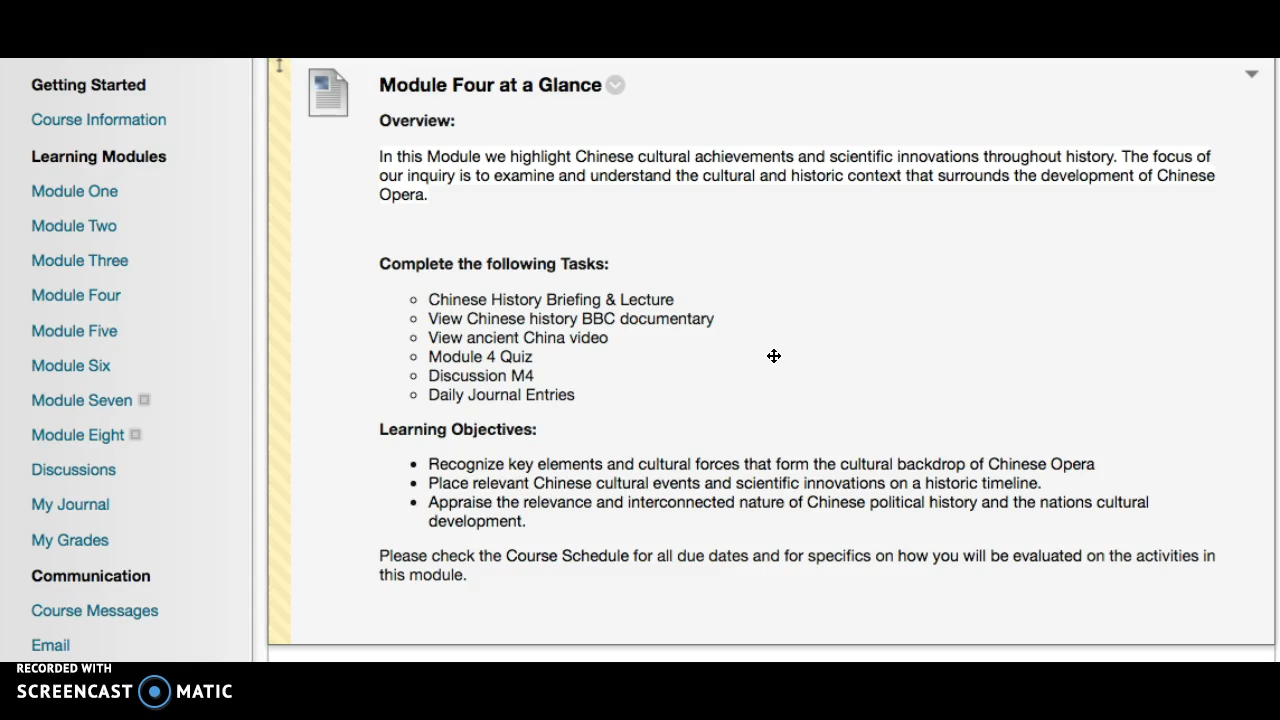 Getting Started
Course Information
Learning Modules
Module One
Module Two
Module Three
Module Four
Module Five
Module Six
Module Seven
Module Eight
Discussions
My Journal
My Grades
Communication
Course Messages
Email
Module Four at a Glance
Overview:
In this Module we highlight Chinese cultural achievements and scientific innovations throughout history. The focus of
our inquiry is to examine and understand the cultural and historic context that surrounds the development of Chinese
Opera.
Complete the following Tasks:
Chinese History Briefing & Lecture
View Chinese history BBC documentary
View ancient China video
Module 4 Quiz
Discussion M4
Daily Journal Entries
Learning Objectives:
Recognize key elements and cultural forces that form the cultural backdrop of Chinese Opera
Place relevant Chinese cultural events and scientific innovations on a historic timeline.
Appraise the relevance and interconnected nature of Chinese political history and the nations cultural
development.
Please check the Course Schedule for all due dates and for specifics on how you will be evaluated on the activities in
this module.
RECORDED WITH
SCREENCAST MATIC